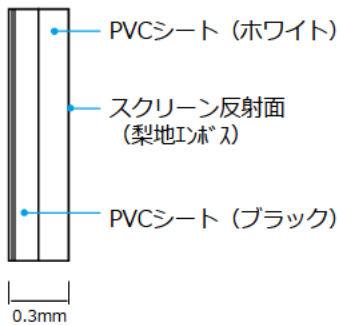 PVCシート（ホワイト）
スクリーン反射面
（梨地ｴﾝﾎﾞｽ）
PVCシート（ブラック）
0.3mm